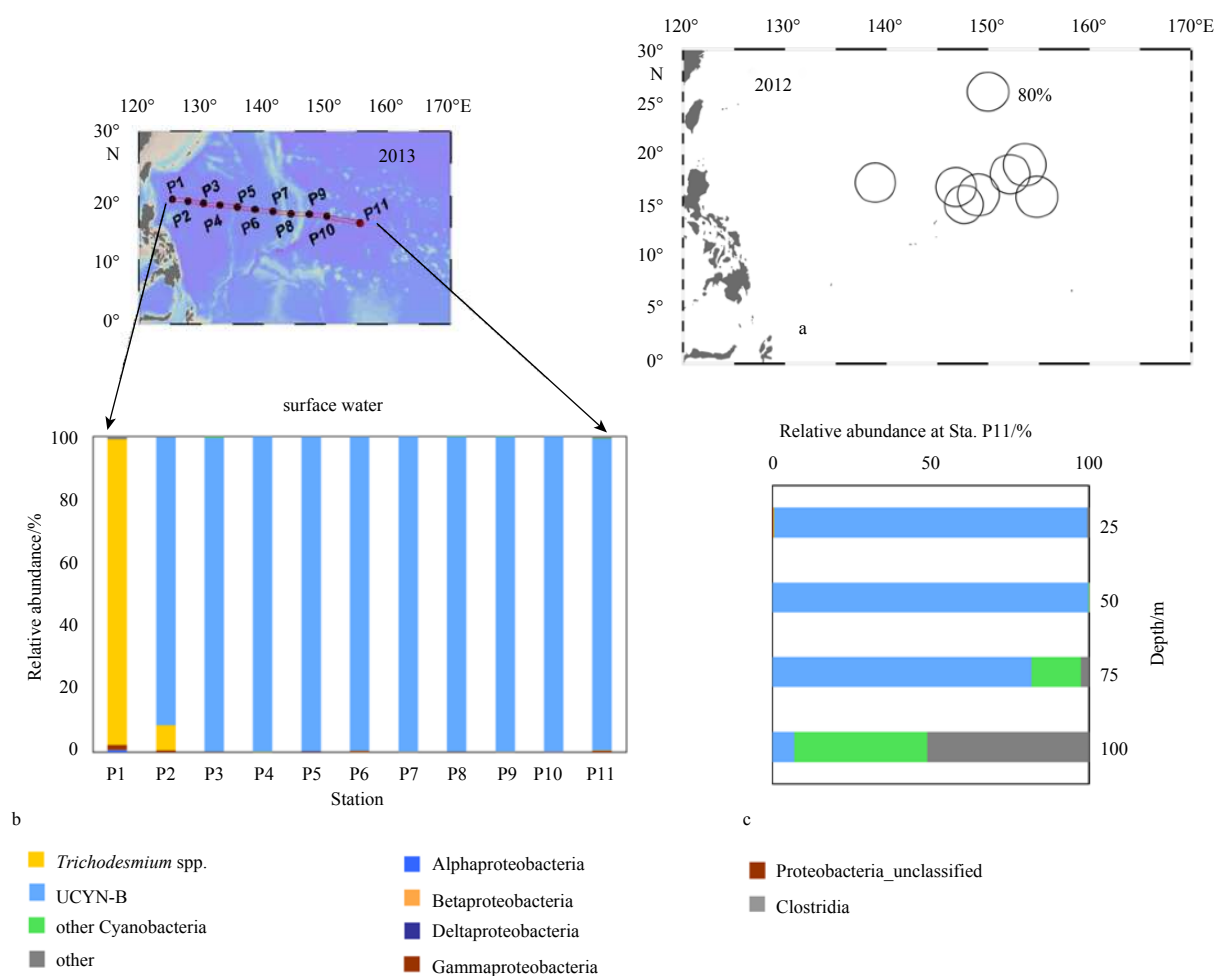 120° 130° 140° 150° 160° 170°E
30°
N
20°
10°
0°
2013
P1 P3 P5 P7 P9 P11
P2 P4 P6 P8 P10
120° 130° 140° 150° 160° 170°E
30°
N
25°
20°
15°
10°
5°
0°
2012
80%
a
surface water
Relative abundance/%
100
80
60
40
20
0
P1 P2 P3 P4 P5 P6 P7 P8 P9 P10 P11
Station
b
Relative abundance at Sta. P11/%
0 50 100
25
50
75
100
Depth/m
c
Trichodesmium spp.
UCYN-B
other Cyanobacteria
other
Alphaproteobacteria
Betaproteobacteria
Deltaproteobacteria
Gammaproteobacteria
Proteobacteria_unclassified
Clostridia